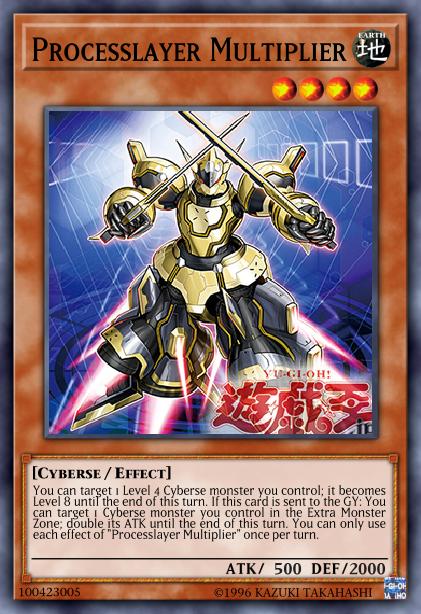 PROCESSLAYER MULTIPLIER
EARTH
地
YU-GI-OH!
遊戯王
[CYBERSE / EFFECT]
You can target 1 Level 4 Cyberse monster you control; it becomes
Level 8 until the end of this turn. If this card is sent to the GY: You
can target 1 Cyberse monster you control in the Extra Monster
Zone; double its ATK until the end of this turn. You can only use
each effect of "Processlayer Multiplier" once per turn.
ATK/ 500 DEF/2000
100423005
©1996 KAZUKI TAKAHASHI